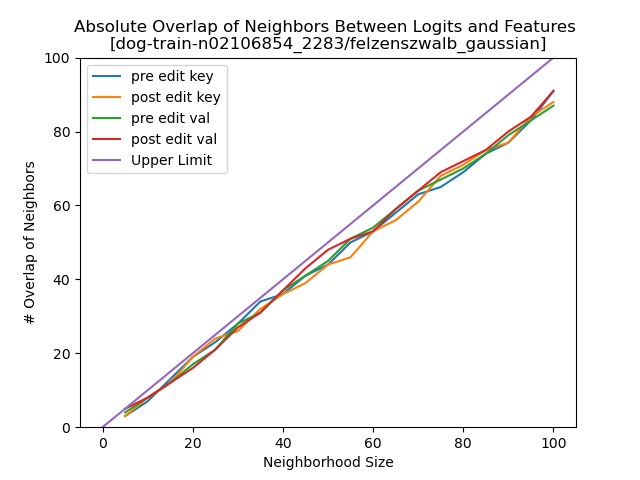 Absolute Overlap of Neighbors Between Logits and Features
[dog-train-n02106854_2283/felzenszwalb_gaussian]
pre edit key
post edit key
pre edit val
post edit val
Upper Limit
# Overlap of Neighbors
100
80
60
40
20
0
0 20 40 60 80 100
Neighborhood Size